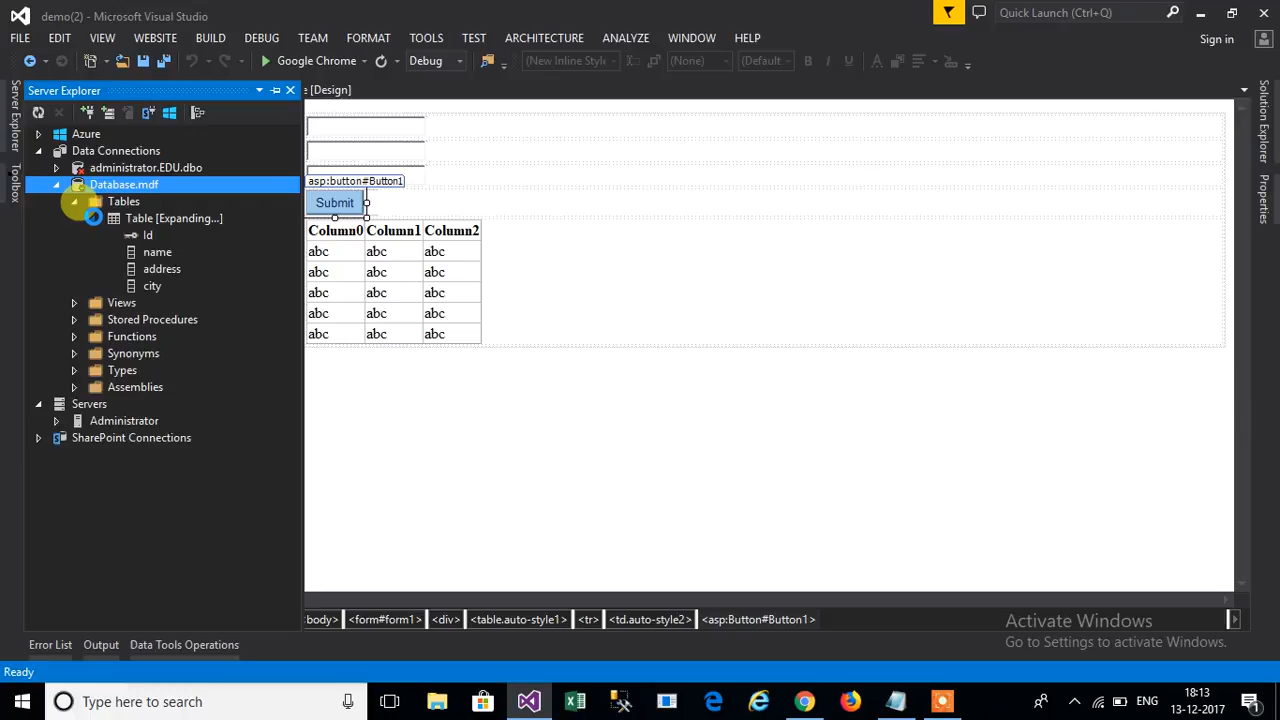 demo(2) - Microsoft Visual Studio
Quick Launch (Ctrl+Q)
FILE EDIT VIEW WEBSITE BUILD DEBUG TEAM FORMAT TOOLS TEST ARCHITECTURE ANALYZE WINDOW HELP
Sign in
Google Chrome Debug (New Inline Style (None) (Default B I U A
Server Explorer
e [Design]
Server Explorer
Toolbox
Solution Explorer
Properties
Azure
Data Connections
administrator.EDU.dbo
Database.mdf
Tables
Table [Expanding...]
Id
name
address
city
Views
Stored Procedures
Functions
Synonyms
Types
Assemblies
Servers
Administrator
SharePoint Connections
asp:button#Button1
Submit
Column0 Column1 Column2
abc abc abc
abc abc abc
abc abc abc
abc abc abc
abc abc abc
body> <form#form1> <div> <table.auto-style1> <tr> <td.auto-style2> <asp:Button#Button1>
Activate Windows
Go to Settings to activate Windows.
Error List Output Data Tools Operations
Ready
Type here to search
ENG
18:13
13-12-2017
1